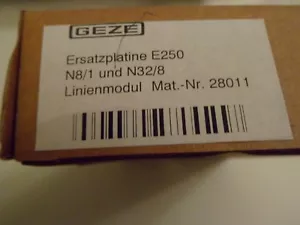 GEZE
Ersatzplatine E250
N8/1 und N32/8
Linienmodul Mat.-Nr. 28011